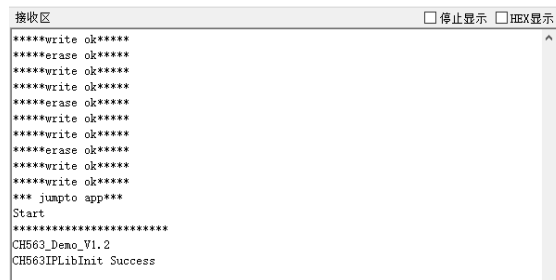 接收区 停止显示 HEX显示
*****write ok*****
*****erase ok*****
*****write ok*****
*****write ok*****
*****erase ok*****
*****write ok*****
*****write ok*****
*****erase ok*****
*****write ok*****
*****write ok*****
*** jumpto app***
Start
************************
CH563_Demo_V1.2
CH563IPLibInit Success